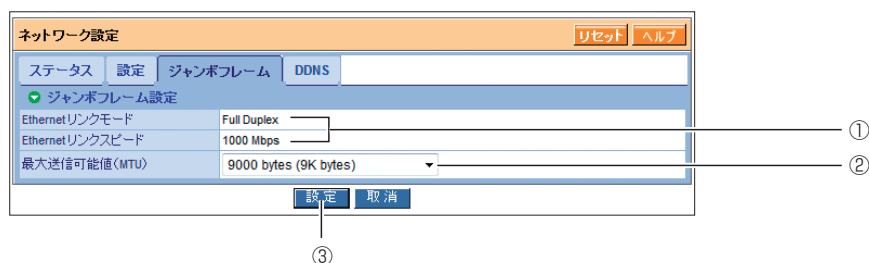 ネットワーク設定 リセット ヘルプ
ステータス 設定 ジャンボフレーム DDNS
ジャンボフレーム設定
Ethernetリンクモード Full Duplex
Ethernetリンクスピード 1000 Mbps ①
最大送信可能値(MTU) 9000 bytes (9K bytes) ②
設定 取消
③